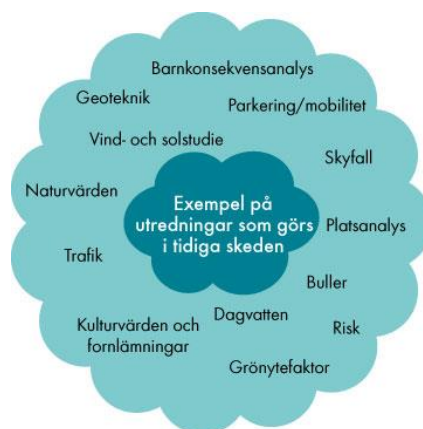 Barnkonsekvensanalys
Geoteknik
Parkering/mobilitet
Vind- och solstudie
Skyfall
Naturvärden
Exempel på
utredningar som görs
i tidiga skeden
Platsanalys
Trafik
Buller
Dagvatten
Kulturvärden och
fornlämningar
Risk
Grönytefaktor